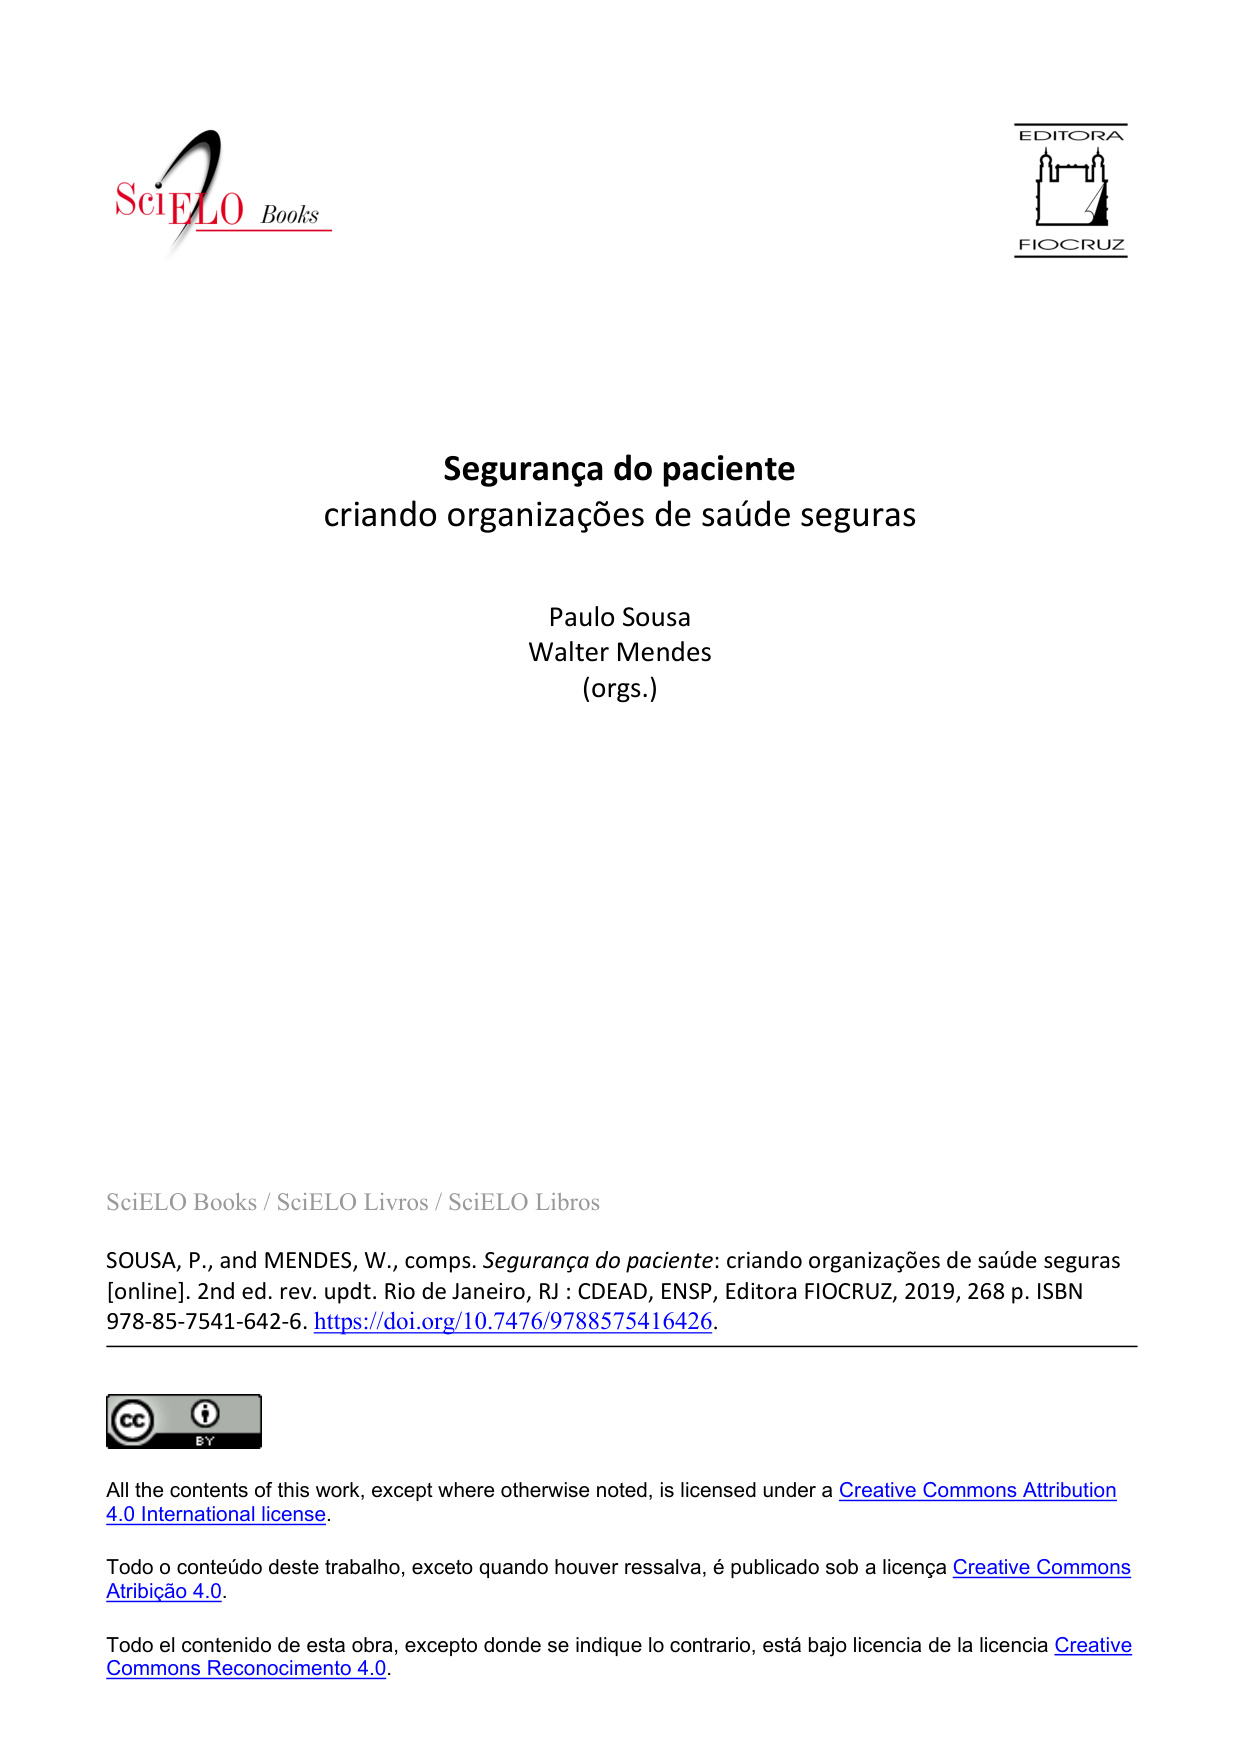 SciELO Books
EDITORA
FIOCRUZ
Segurança do paciente
criando organizações de saúde seguras
Paulo Sousa
Walter Mendes
(orgs.)
SciELO Books / SciELO Livros / SciELO Libros
SOUSA, P., and MENDES, W., comps. Segurança do paciente: criando organizações de saúde seguras
[online]. 2nd ed. rev. updt. Rio de Janeiro, RJ : CDEAD, ENSP, Editora FIOCRUZ, 2019, 268 p. ISBN
978-85-7541-642-6. https://doi.org/10.7476/9788575416426.
cc
BY
All the contents of this work, except where otherwise noted, is licensed under a Creative Commons Attribution
4.0 International license.
Todo o conteúdo deste trabalho, exceto quando houver ressalva, é publicado sob a licença Creative Commons
Atribição 4.0.
Todo el contenido de esta obra, excepto donde se indique lo contrario, está bajo licencia de la licencia Creative
Commons Reconocimento 4.0.